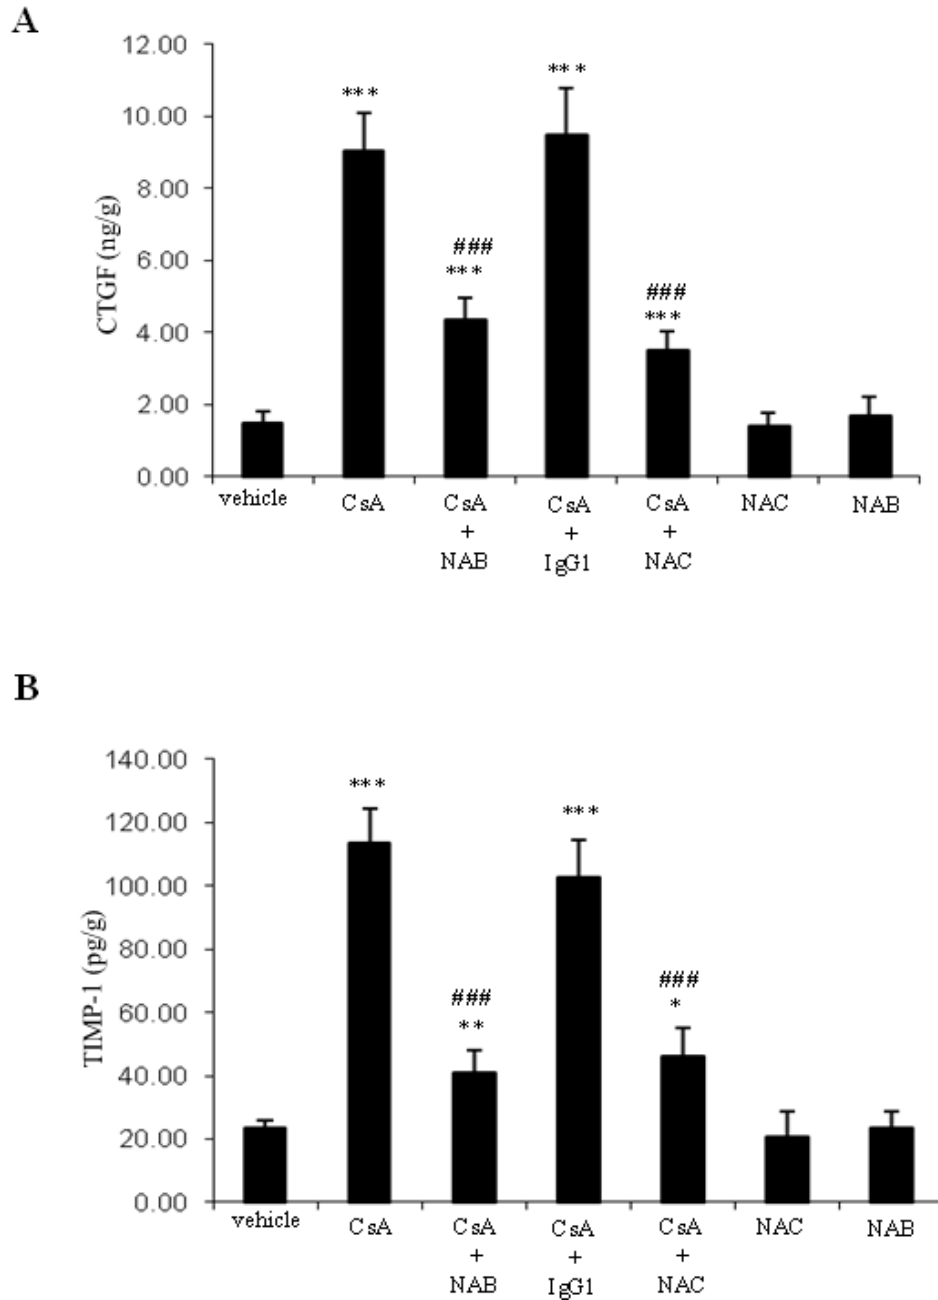 A
12.00
10.00
8.00
6.00
4.00
2.00
0.00
CTGF (ng/g)
***
###
***
***
###
***
vehicle CsA CsA CsA CsA NAC NAB
+ + +
NAB IgG1 NAC
B
140.00
120.00
100.00
80.00
60.00
40.00
20.00
0.00
TIMP-1 (pg/g)
***
###
**
***
###
*
vehicle CsA CsA CsA CsA NAC NAB
+ + +
NAB IgG1 NAC